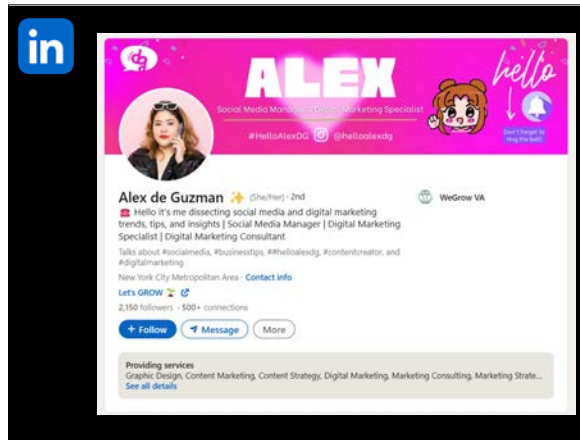 in
dg
ALEX
Social Media Manager & Digital Marketing Specialist
#HelloAlexDG @helloalexdg
hello
Don't forget to
ring the bell!
Alex de Guzman ✨ (She/Her) · 2nd
Hello it's me dissecting social media and digital marketing
trends, tips, and insights | Social Media Manager | Digital Marketing
Specialist | Digital Marketing Consultant
WeGrow VA
Talks about #socialmedia, #businesstips, ##helloalexdg, #contentcreator, and
#digitalmarketing
New York City Metropolitan Area · Contact info
Let's GROW
2,150 followers · 500+ connections
+ Follow
Message
More
Providing services
Graphic Design, Content Marketing, Content Strategy, Digital Marketing, Marketing Consulting, Marketing Strate...
See all details